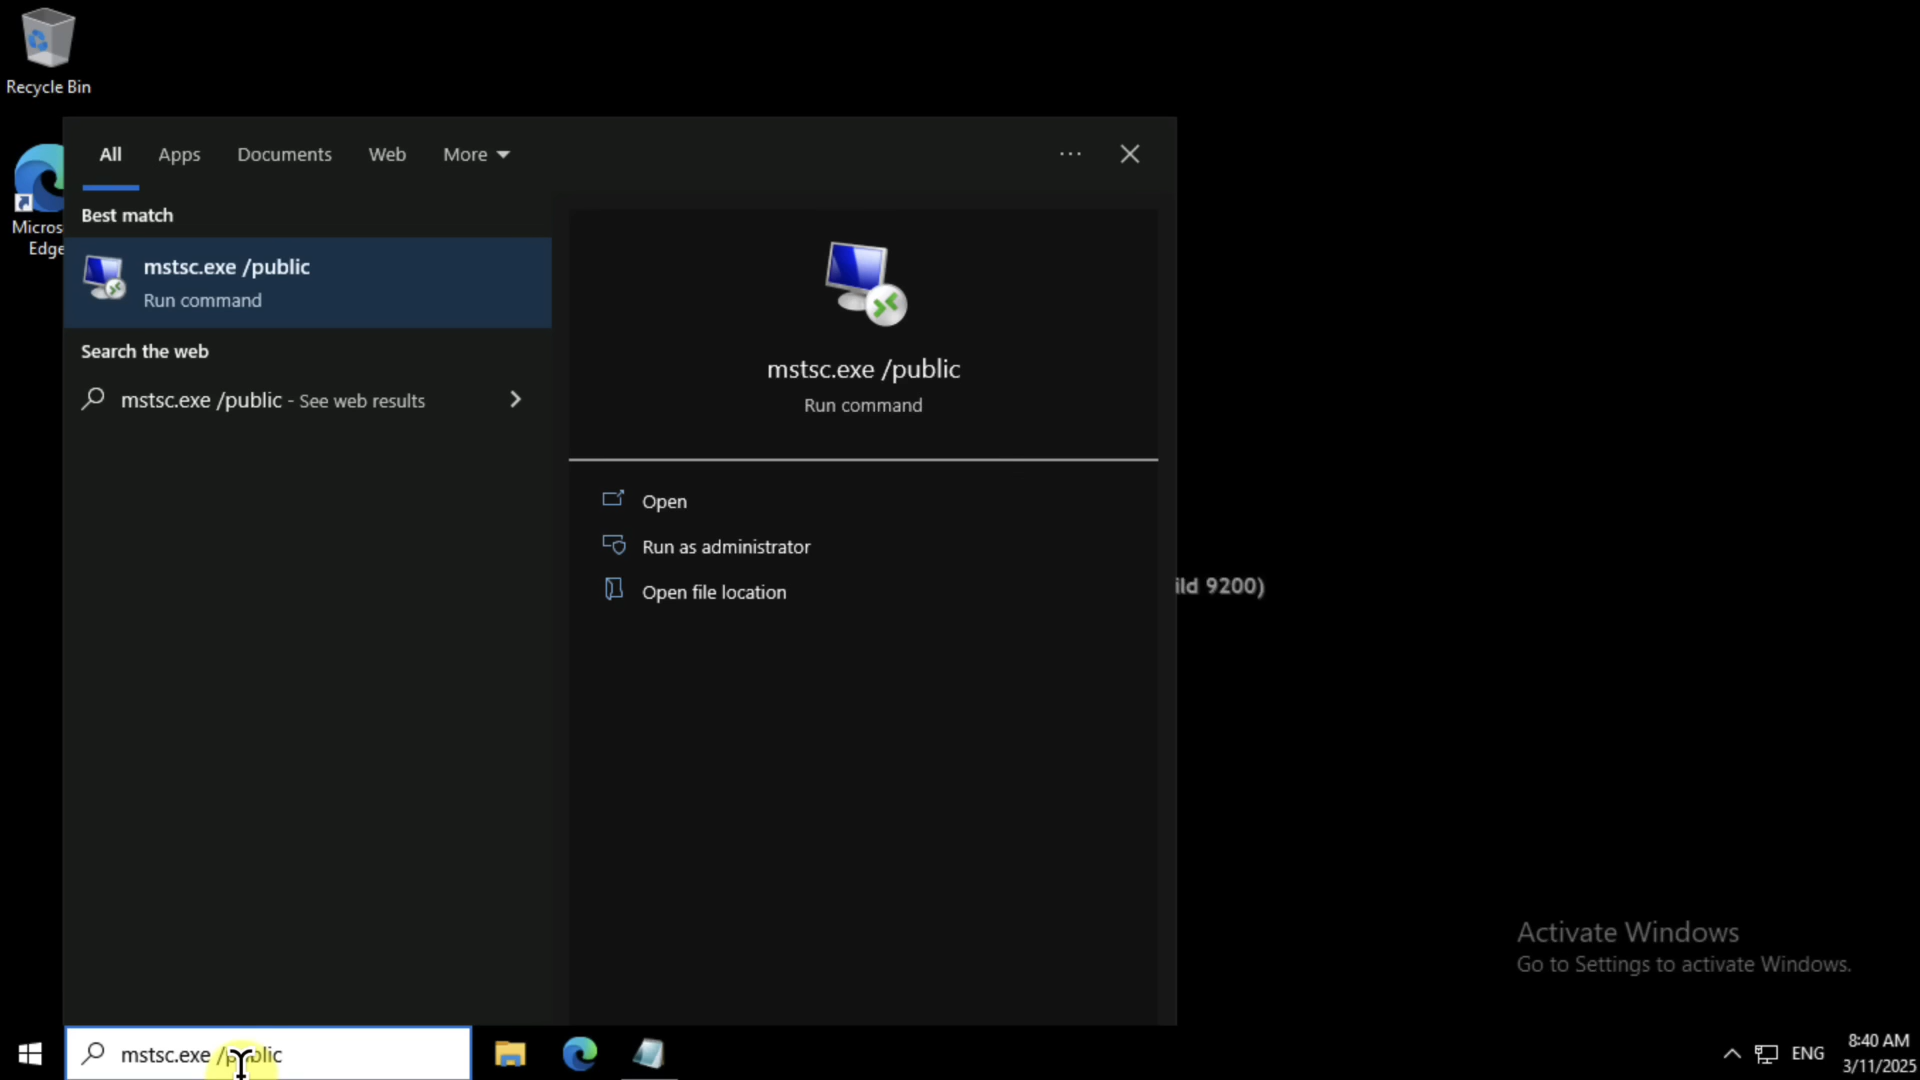 Recycle Bin
Micros
Edge
All Apps Documents Web More
Best match
mstsc.exe /public
Run command
Search the web
mstsc.exe /public - See web results
mstsc.exe /public
Run command
Open
Run as administrator
Open file location
ild 9200)
Activate Windows
Go to Settings to activate Windows.
mstsc.exe /public
ENG
8:40 AM
3/11/2025